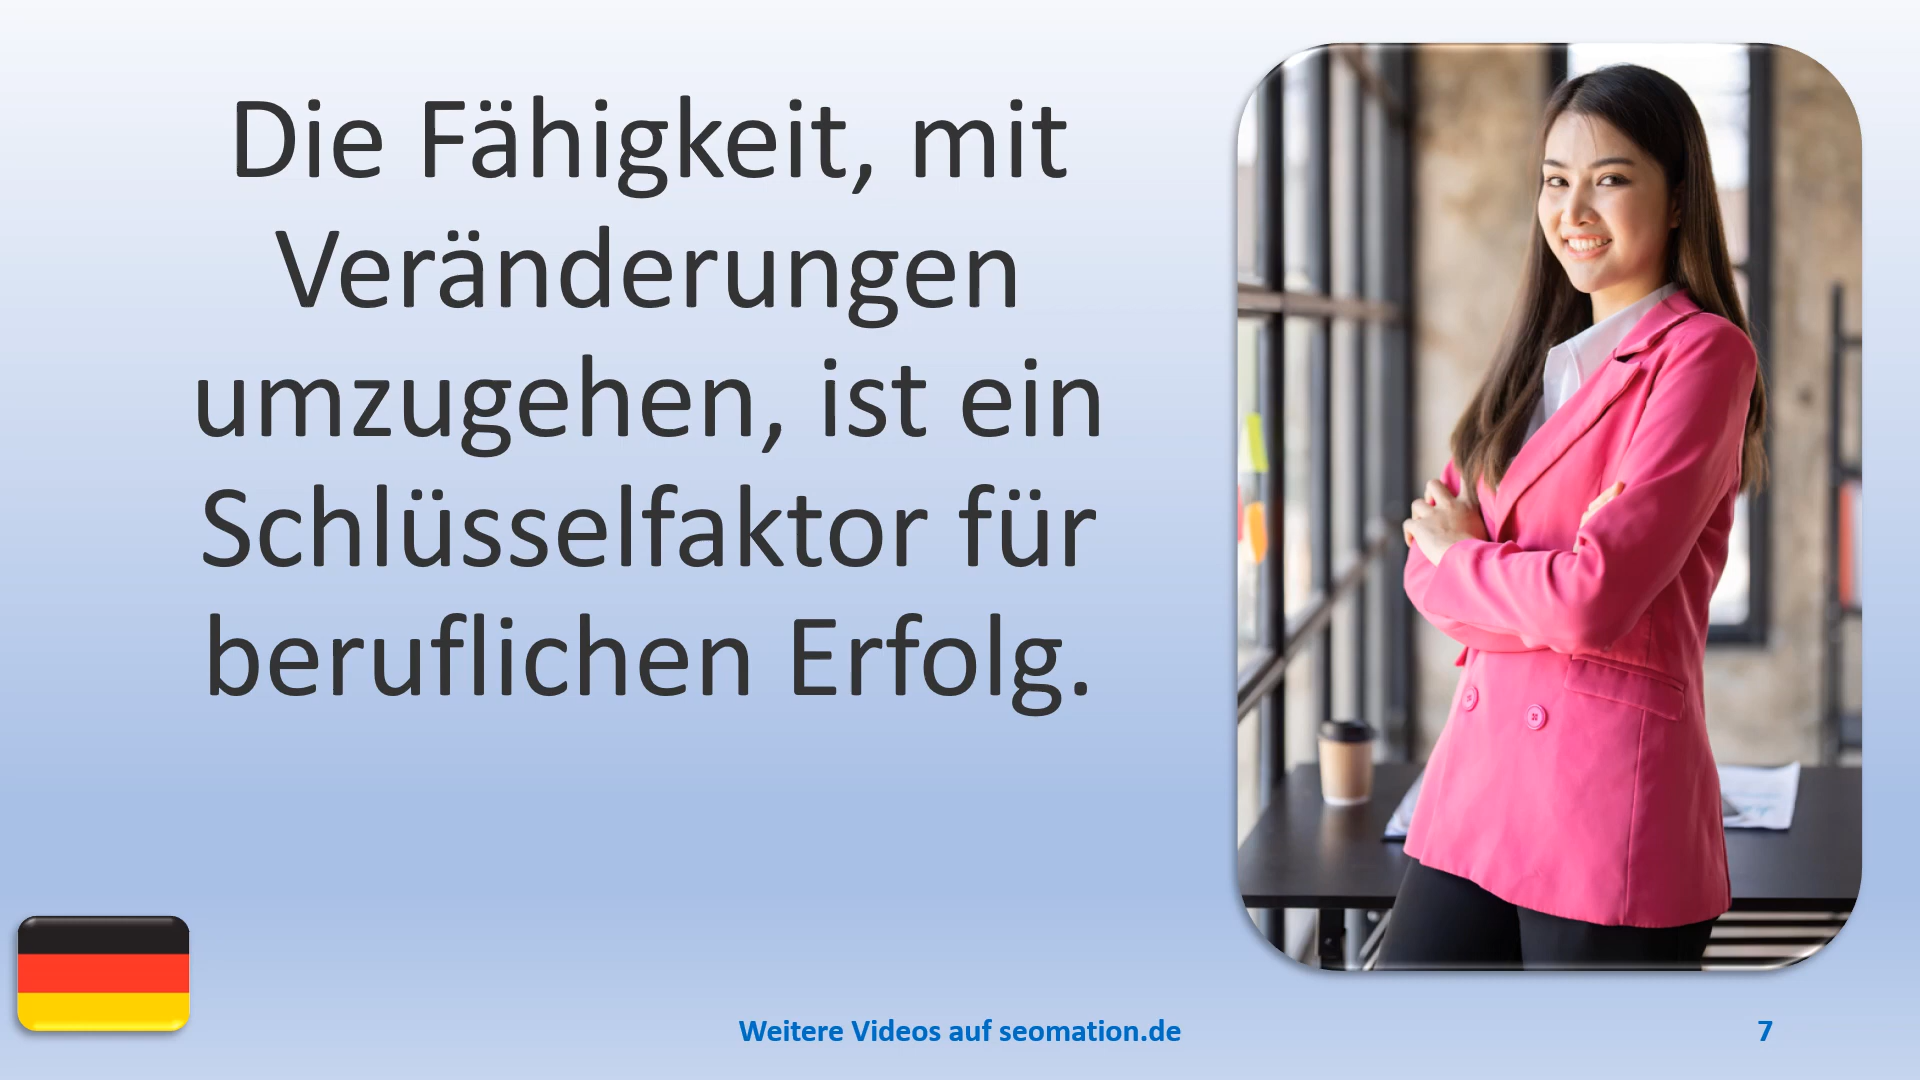 Die Fähigkeit, mit
Veränderungen
umzugehen, ist ein
Schlüsselfaktor für
beruflichen Erfolg.
Weitere Videos auf seomation.de
7